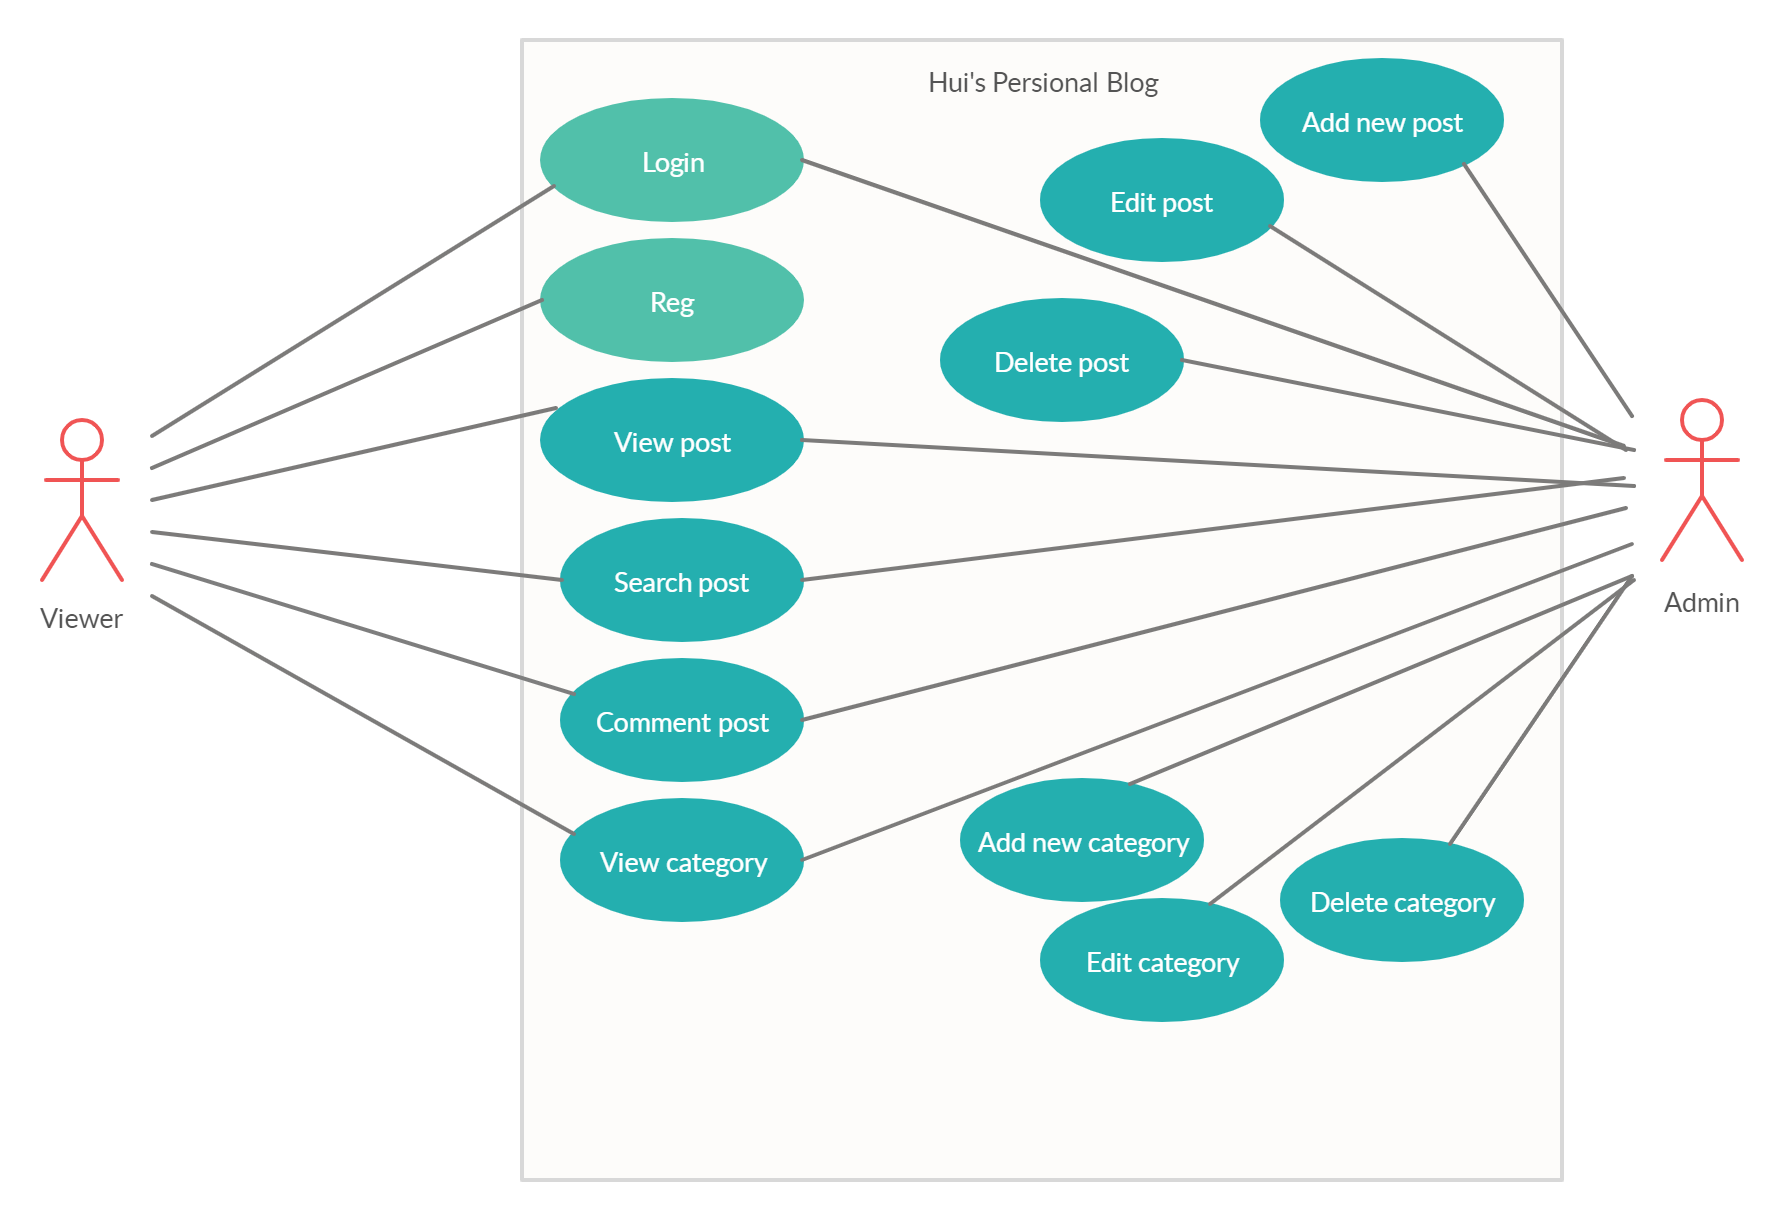 Hui's Persional Blog
Add new post
Login
Edit post
Reg
Delete post
View post
Search post
Viewer
Admin
Comment post
Add new category
View category
Delete category
Edit category